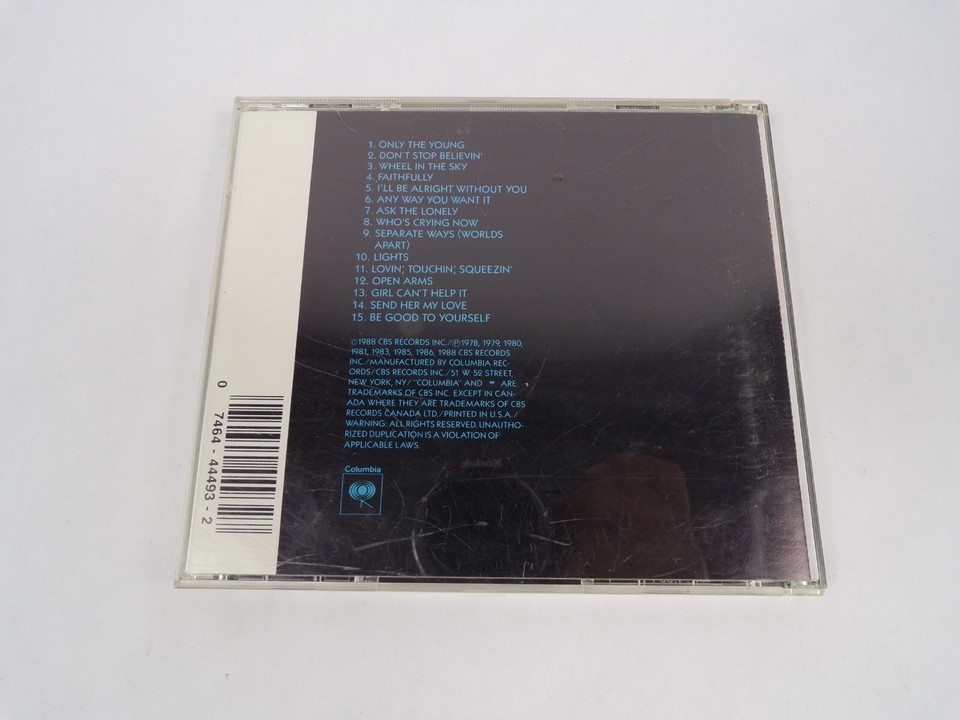 1. ONLY THE YOUNG
2. DON'T STOP BELIEVIN'
3. WHEEL IN THE SKY
4. FAITHFULLY
5. I'LL BE ALRIGHT WITHOUT YOU
6. ANY WAY YOU WANT IT
7. ASK THE LONELY
8. WHO'S CRYING NOW
9. SEPARATE WAYS (WORLDS
APART)
10. LIGHTS
11. LOVIN', TOUCHIN', SQUEEZIN'
12. OPEN ARMS
13. GIRL CAN'T HELP IT
14. SEND HER MY LOVE
15. BE GOOD TO YOURSELF
©1988 CBS RECORDS INC./℗1978, 1979, 1980,
1981, 1983, 1985, 1986, 1988 CBS RECORDS
INC./MANUFACTURED BY COLUMBIA REC-
ORDS/CBS RECORDS INC./51 W. 52 STREET,
NEW YORK, NY/ "COLUMBIA" AND ARE
TRADEMARKS OF CBS INC. EXCEPT IN CAN-
ADA WHERE THEY ARE TRADEMARKS OF CBS
RECORDS CANADA LTD./PRINTED IN U.S.A./
WARNING: ALL RIGHTS RESERVED. UNAUTHO-
RIZED DUPLICATION IS A VIOLATION OF
APPLICABLE LAWS.
Columbia
0 7464-44493-2
Kodak